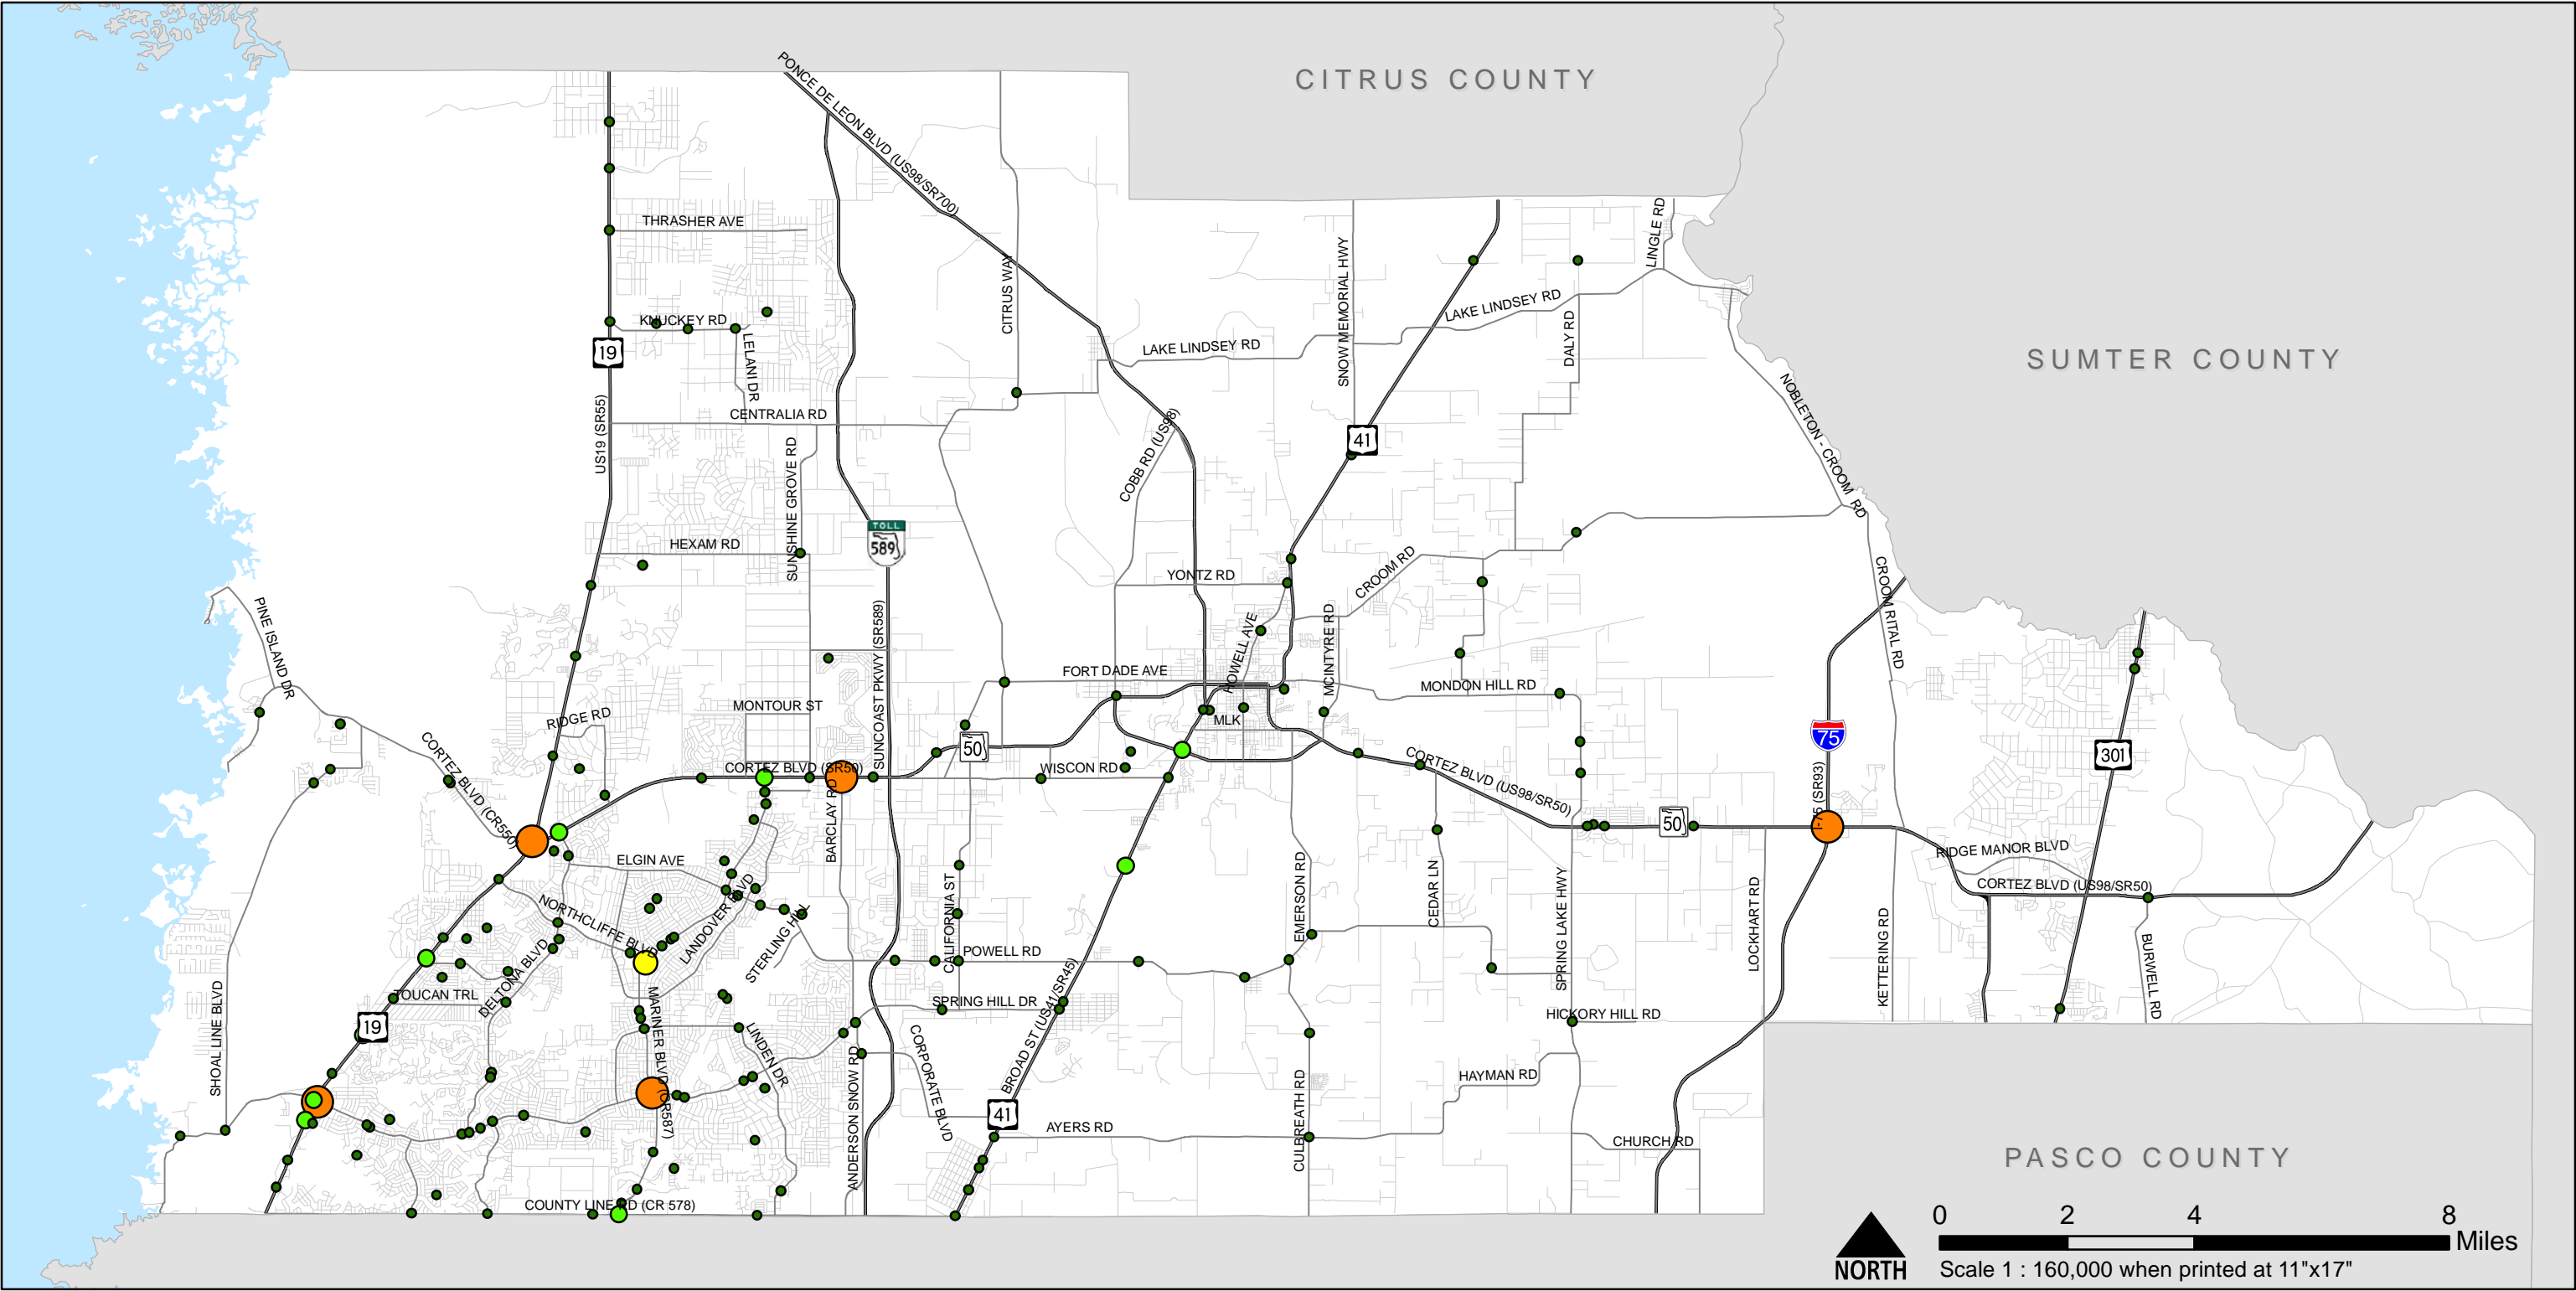 CITRUS COUNTY
PONCE DE LEON BLVD (US98/SR700)
THRASHER AVE
LINGLE RD
SNOW MEMORIAL HWY
CITRUS WAY
LAKE LINDSEY RD
KNUCKEY RD
19
LELANI DR
LAKE LINDSEY RD
DALY RD
SUMTER COUNTY
CENTRALIA RD
US19 (SR55)
COBB RD (US98)
41
NOBLETON - CROOM RD
SUNSHINE GROVE RD
HEXAM RD
TOLL
589
YONTZ RD
CROOM RD
CROOM RITAL RD
PINE ISLAND DR
SUNCOAST PKWY (SR589)
HOWELL AVE
MCINTYRE RD
FORT DADE AVE
MONDON HILL RD
RIDGE RD
MONTOUR ST
MLK
50
75
301
CORTEZ BLVD (CR550)
CORTEZ BLVD (SR50)
WISCON RD
CORTEZ BLVD (US98/SR50)
I-75 (SR93)
50
BARCLAY RD
ELGIN AVE
RIDGE MANOR BLVD
CORTEZ BLVD (US98/SR50)
NORTHCLIFFE BLVD
LANDOVER BLVD
STERLING HILL
CALIFORNIA ST
EMERSON RD
CEDAR LN
SPRING LAKE HWY
LOCKHART RD
KETTERING RD
BURWELL RD
POWELL RD
DELTONA BLVD
TOUCAN TRL
SPRING HILL DR
BROAD ST (US41/SR45)
HICKORY HILL RD
19
SHOAL LINE BLVD
MARINER BLVD (CR587)
LINDEN DR
ANDERSON SNOW RD
CORPORATE BLVD
41
HAYMAN RD
AYERS RD
CULBREATH RD
CHURCH RD
PASCO COUNTY
COUNTY LINE RD (CR 578)
0 2 4 8
Miles
NORTH
Scale 1 : 160,000 when printed at 11"x17"